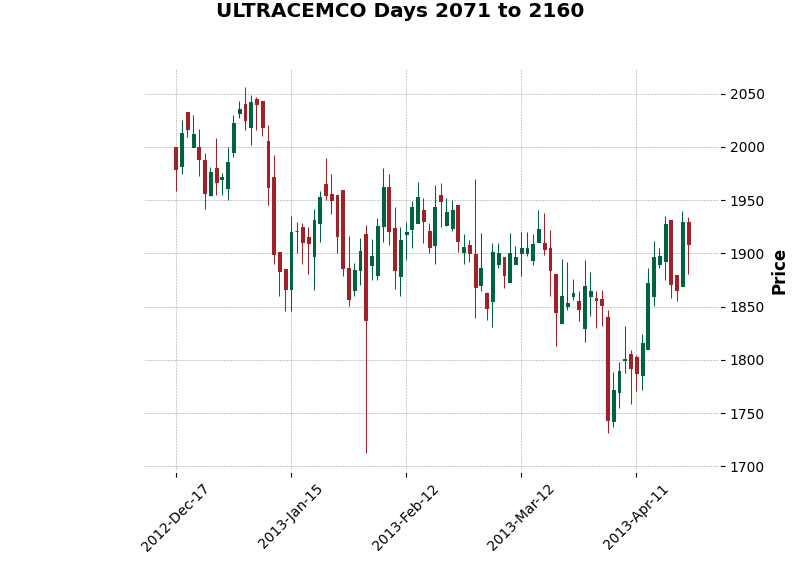 ULTRACEMCO Days 2071 to 2160
2050
2000
1950
1900
1850
1800
1750
1700
Price
2012-Dec-17
2013-Jan-15
2013-Feb-12
2013-Mar-12
2013-Apr-11